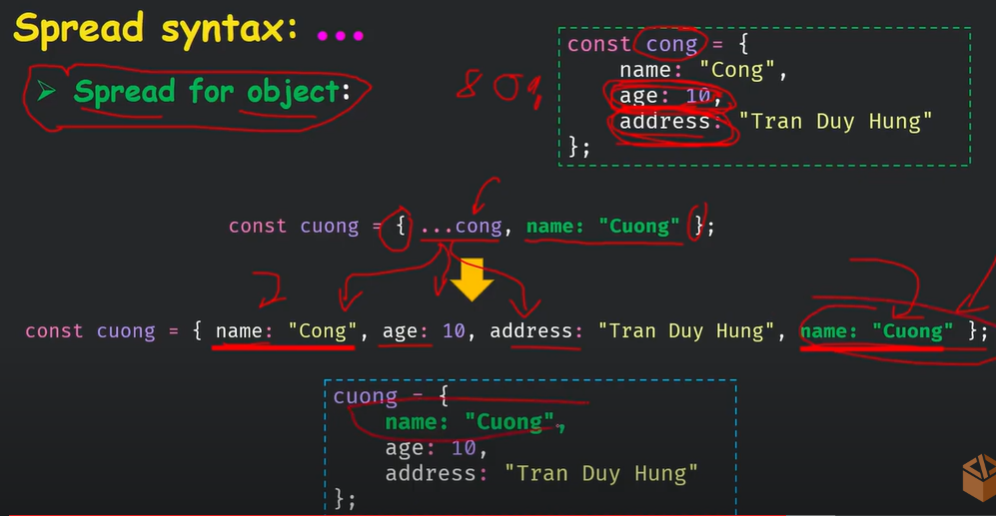 Spread syntax: ...
➤ Spread for object:
const cong = {
name: "Cong",
age: 10,
address: "Tran Duy Hung"
};
const cuong = { ...cong, name: "Cuong" };
const cuong = { name: "Cong", age: 10, address: "Tran Duy Hung", name: "Cuong" };
cuong = {
name: "Cuong",
age: 10,
address: "Tran Duy Hung"
};